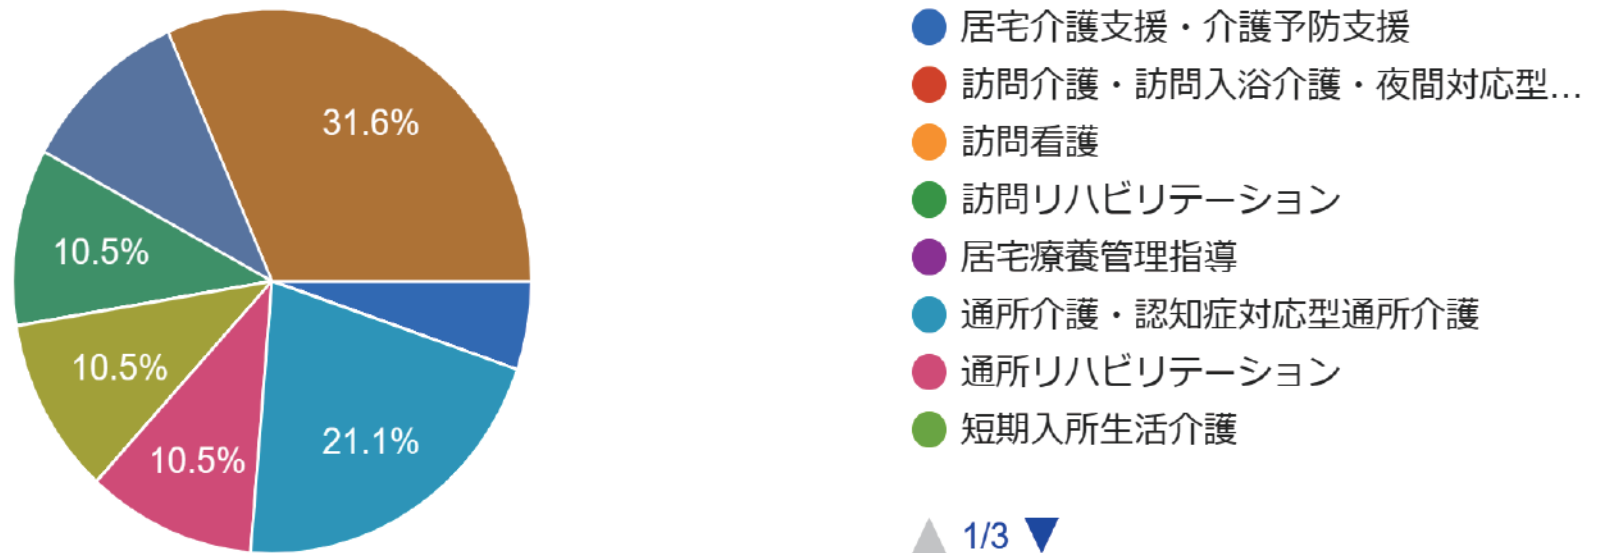 31.6%
10.5%
10.5%
10.5%
21.1%
居宅介護支援・介護予防支援
訪問介護・訪問入浴介護・夜間対応型…
訪問看護
訪問リハビリテーション
居宅療養管理指導
通所介護・認知症対応型通所介護
通所リハビリテーション
短期入所生活介護
1/3